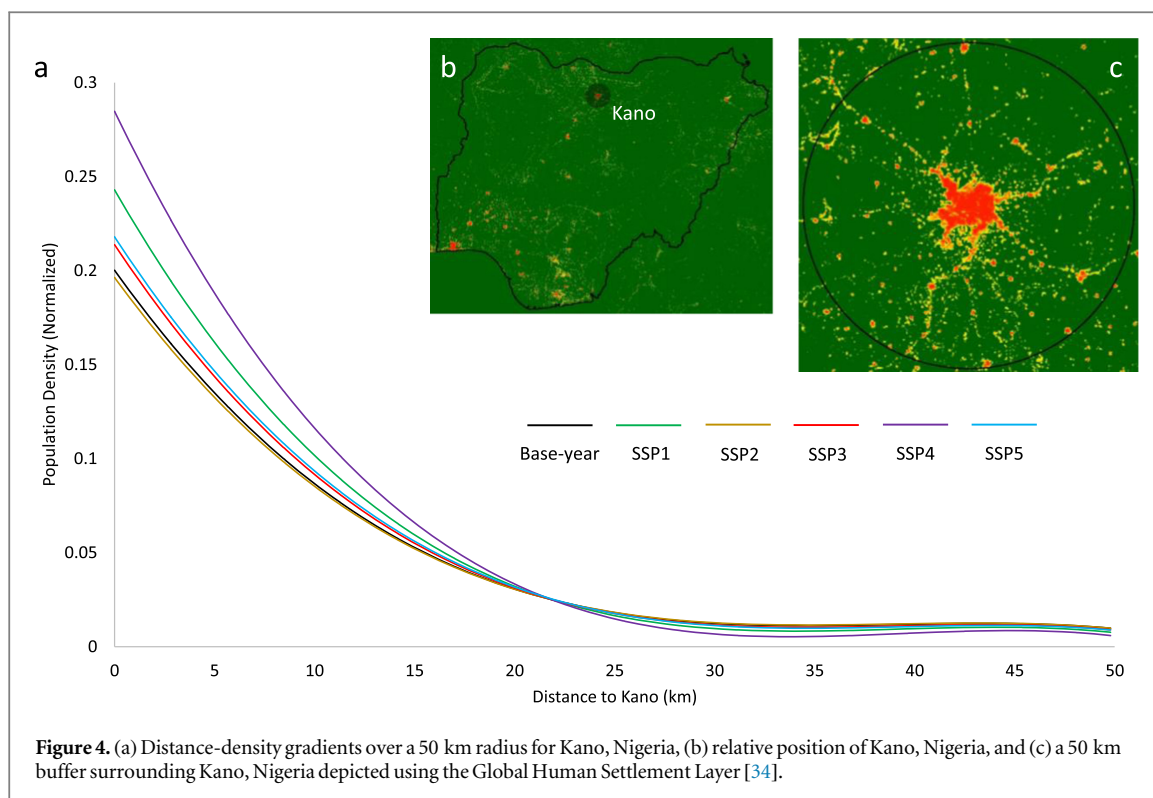 a
b
c
Kano
0.3
0.25
0.2
0.15
0.1
0.05
0
Population Density (Normalized)
0 5 10 15 20 25 30 35 40 45 50
Distance to Kano (km)
Base-year SSP1 SSP2 SSP3 SSP4 SSP5
Figure 4. (a) Distance-density gradients over a 50 km radius for Kano, Nigeria, (b) relative position of Kano, Nigeria, and (c) a 50 km
buffer surrounding Kano, Nigeria depicted using the Global Human Settlement Layer [34].